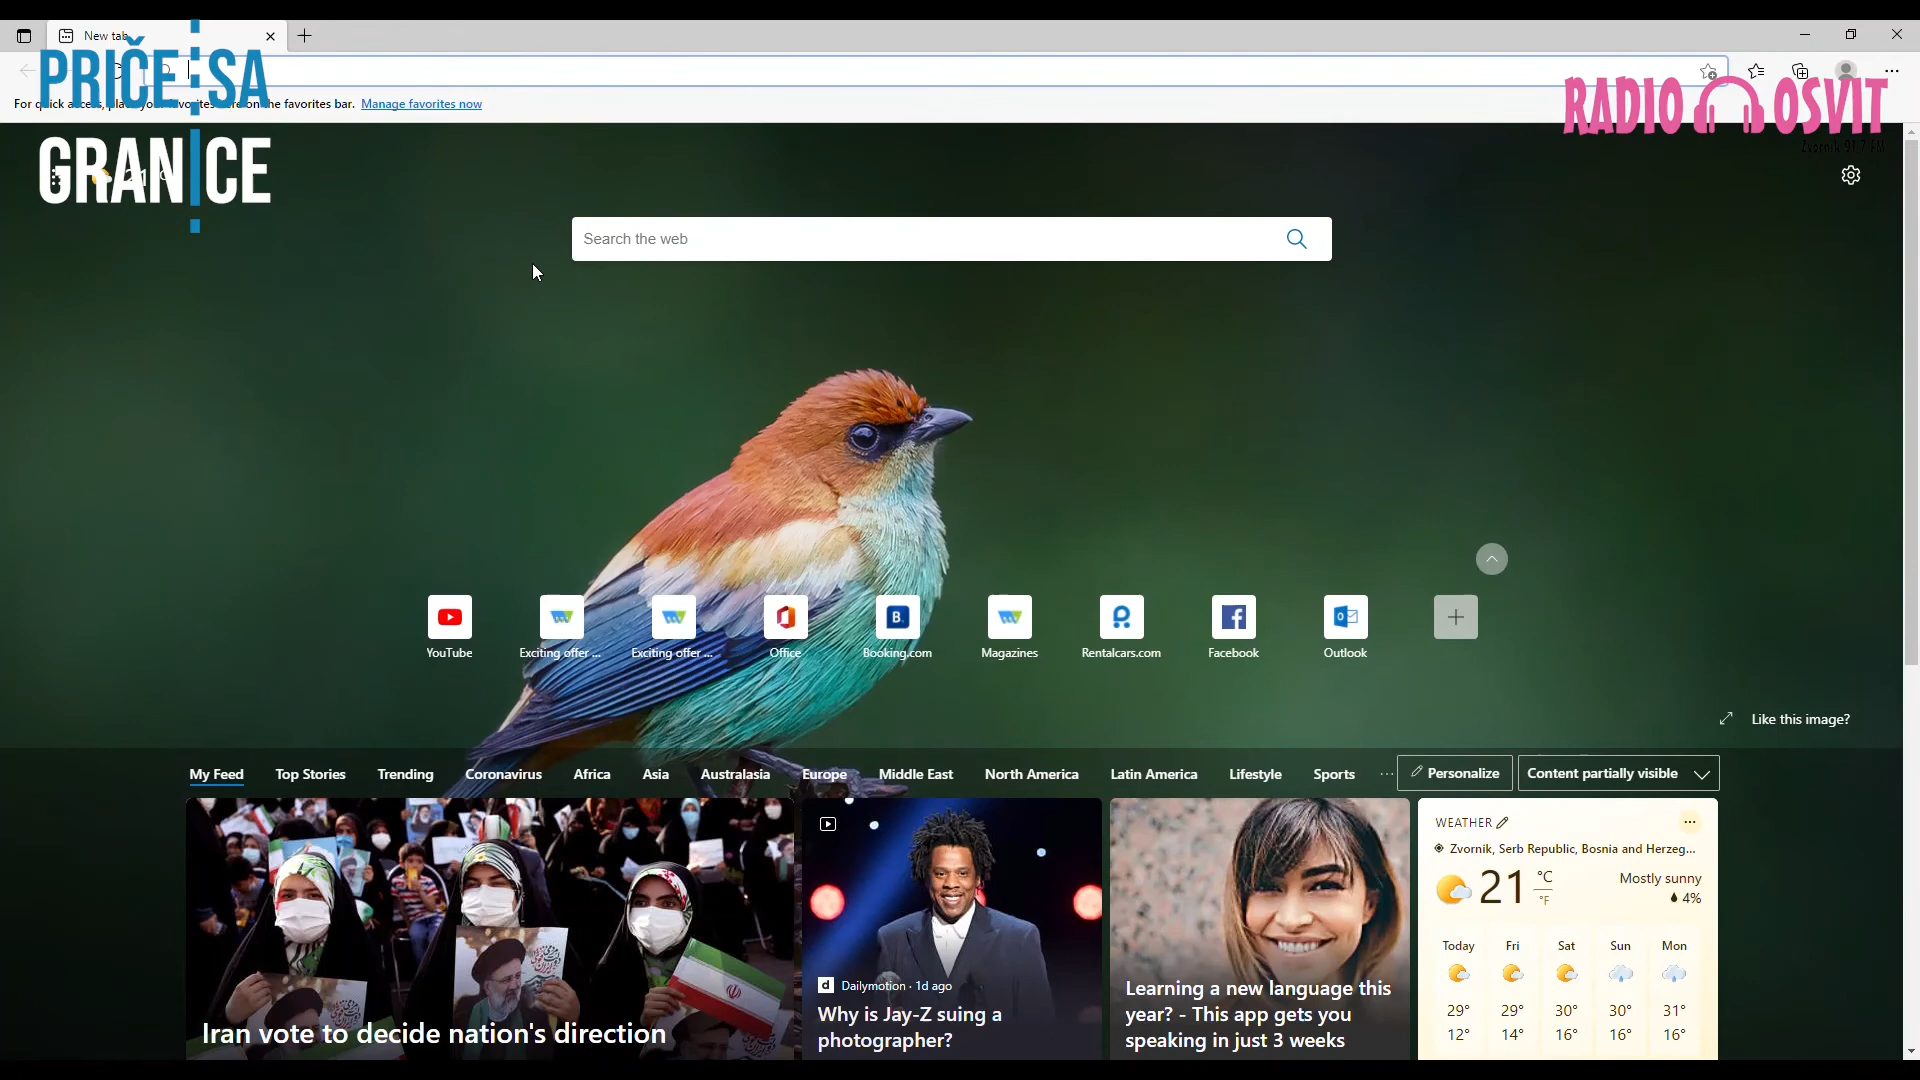 New tab
PRIČE SA
GRANICE
RADIO OSVIT
Zvornik 91.7 FM
For quick access, place your favorites here on the favorites bar. Manage favorites now
21
Search the web
YouTube
Exciting offer ...
Exciting offer ...
Office
Booking.com
Magazines
Rentalcars.com
Facebook
Outlook
Like this image?
My Feed Top Stories Trending Coronavirus Africa Asia Australasia Europe Middle East North America Latin America Lifestyle Sports ... Personalize Content partially visible
Iran vote to decide nation's direction
d Dailymotion · 1d ago
Why is Jay-Z suing a
photographer?
Learning a new language this
year? - This app gets you
speaking in just 3 weeks
WEATHER
Zvornik, Serb Republic, Bosnia and Herzeg...
21 °C
°F
Mostly sunny
4%
Today Fri Sat Sun Mon
29° 29° 30° 30° 31°
12° 14° 16° 16° 16°